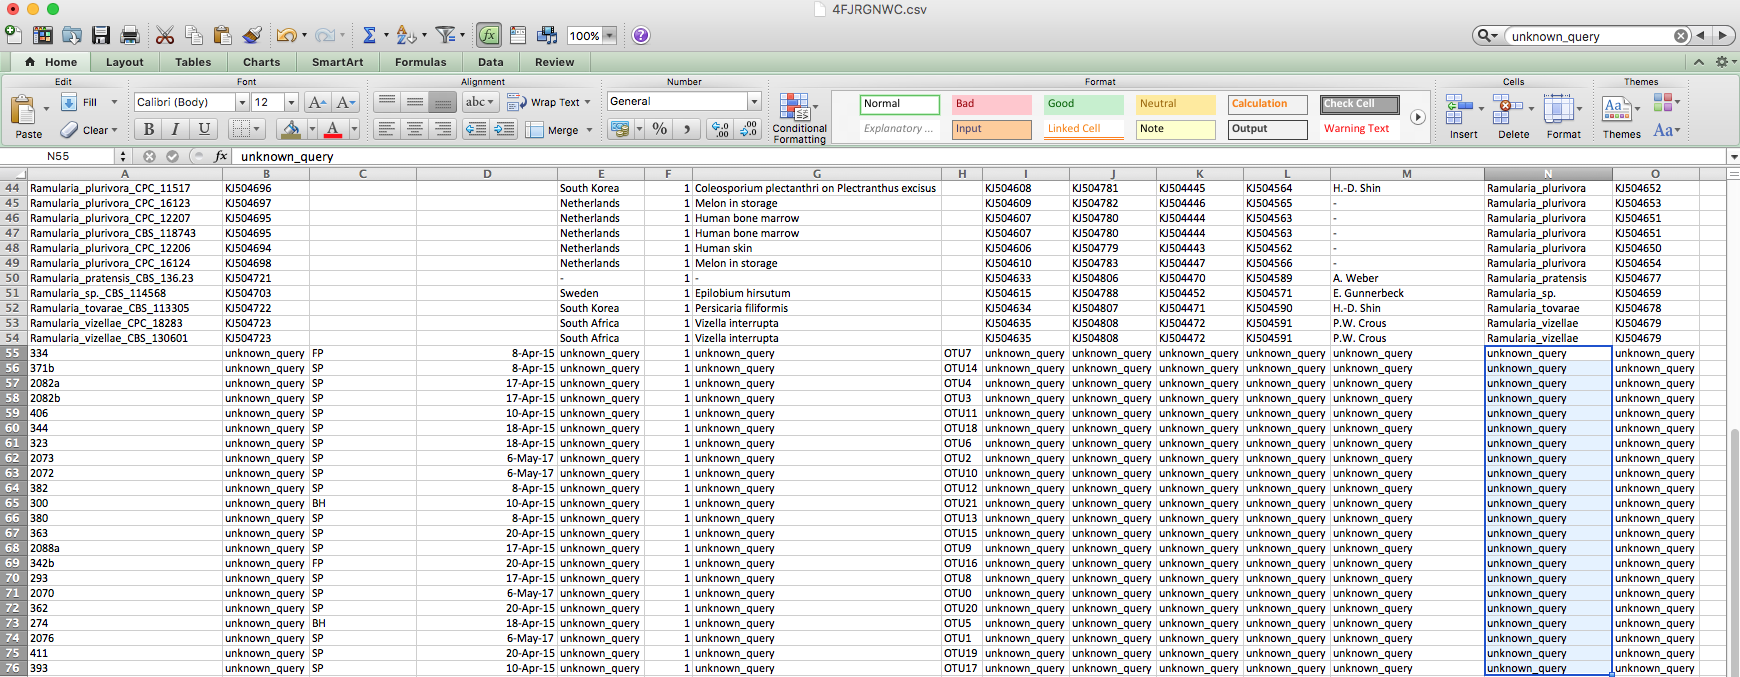 4FJRGNWC.csv
100%
unknown_query
Home Layout Tables Charts SmartArt Formulas Data Review
Edit Font Alignment Number Format Cells Themes
Paste Fill Clear
Calibri (Body) 12 A A
B I U A
abc Wrap Text
Merge
General
% , .0 .00 .00 .0
Conditional Formatting
Normal Bad Good Neutral Calculation Check Cell
Explanatory ... Input Linked Cell Note Output Warning Text
Insert Delete Format Themes Aa
N55 fx unknown_query
A B C D E F G H I J K L M N O
44 Ramularia_plurivora_CPC_11517 KJ504696 South Korea 1 Coleosporium plectanthri on Plectranthus excisus KJ504608 KJ504781 KJ504445 KJ504564 H.-D. Shin Ramularia_plurivora KJ504652
45 Ramularia_plurivora_CPC_16123 KJ504697 Netherlands 1 Melon in storage KJ504609 KJ504782 KJ504446 KJ504565 - Ramularia_plurivora KJ504653
46 Ramularia_plurivora_CPC_12207 KJ504695 Netherlands 1 Human bone marrow KJ504607 KJ504780 KJ504444 KJ504563 - Ramularia_plurivora KJ504651
47 Ramularia_plurivora_CBS_118743 KJ504695 Netherlands 1 Human bone marrow KJ504607 KJ504780 KJ504444 KJ504563 - Ramularia_plurivora KJ504651
48 Ramularia_plurivora_CPC_12206 KJ504694 Netherlands 1 Human skin KJ504606 KJ504779 KJ504443 KJ504562 - Ramularia_plurivora KJ504650
49 Ramularia_plurivora_CPC_16124 KJ504698 Netherlands 1 Melon in storage KJ504610 KJ504783 KJ504447 KJ504566 - Ramularia_plurivora KJ504654
50 Ramularia_pratensis_CBS_136.23 KJ504721 - 1 - KJ504633 KJ504806 KJ504470 KJ504589 A. Weber Ramularia_pratensis KJ504677
51 Ramularia_sp._CBS_114568 KJ504703 Sweden 1 Epilobium hirsutum KJ504615 KJ504788 KJ504452 KJ504571 E. Gunnerbeck Ramularia_sp. KJ504659
52 Ramularia_tovarae_CBS_113305 KJ504722 South Korea 1 Persicaria filiformis KJ504634 KJ504807 KJ504471 KJ504590 H.-D. Shin Ramularia_tovarae KJ504678
53 Ramularia_vizellae_CPC_18283 KJ504723 South Africa 1 Vizella interrupta KJ504635 KJ504808 KJ504472 KJ504591 P.W. Crous Ramularia_vizellae KJ504679
54 Ramularia_vizellae_CBS_130601 KJ504723 South Africa 1 Vizella interrupta KJ504635 KJ504808 KJ504472 KJ504591 P.W. Crous Ramularia_vizellae KJ504679
55 334 unknown_query FP 8-Apr-15 unknown_query 1 unknown_query OTU7 unknown_query unknown_query unknown_query unknown_query unknown_query unknown_query unknown_query
56 371b unknown_query SP 8-Apr-15 unknown_query 1 unknown_query OTU14 unknown_query unknown_query unknown_query unknown_query unknown_query unknown_query unknown_query
57 2082a unknown_query SP 17-Apr-15 unknown_query 1 unknown_query OTU4 unknown_query unknown_query unknown_query unknown_query unknown_query unknown_query unknown_query
58 2082b unknown_query SP 17-Apr-15 unknown_query 1 unknown_query OTU3 unknown_query unknown_query unknown_query unknown_query unknown_query unknown_query unknown_query
59 406 unknown_query SP 10-Apr-15 unknown_query 1 unknown_query OTU11 unknown_query unknown_query unknown_query unknown_query unknown_query unknown_query unknown_query
60 344 unknown_query SP 18-Apr-15 unknown_query 1 unknown_query OTU18 unknown_query unknown_query unknown_query unknown_query unknown_query unknown_query unknown_query
61 323 unknown_query SP 18-Apr-15 unknown_query 1 unknown_query OTU6 unknown_query unknown_query unknown_query unknown_query unknown_query unknown_query unknown_query
62 2073 unknown_query SP 6-May-17 unknown_query 1 unknown_query OTU2 unknown_query unknown_query unknown_query unknown_query unknown_query unknown_query unknown_query
63 2072 unknown_query SP 6-May-17 unknown_query 1 unknown_query OTU10 unknown_query unknown_query unknown_query unknown_query unknown_query unknown_query unknown_query
64 382 unknown_query SP 8-Apr-15 unknown_query 1 unknown_query OTU12 unknown_query unknown_query unknown_query unknown_query unknown_query unknown_query unknown_query
65 300 unknown_query BH 10-Apr-15 unknown_query 1 unknown_query OTU21 unknown_query unknown_query unknown_query unknown_query unknown_query unknown_query unknown_query
66 380 unknown_query SP 8-Apr-15 unknown_query 1 unknown_query OTU13 unknown_query unknown_query unknown_query unknown_query unknown_query unknown_query unknown_query
67 363 unknown_query SP 20-Apr-15 unknown_query 1 unknown_query OTU15 unknown_query unknown_query unknown_query unknown_query unknown_query unknown_query unknown_query
68 2088a unknown_query SP 17-Apr-15 unknown_query 1 unknown_query OTU9 unknown_query unknown_query unknown_query unknown_query unknown_query unknown_query unknown_query
69 342b unknown_query FP 20-Apr-15 unknown_query 1 unknown_query OTU16 unknown_query unknown_query unknown_query unknown_query unknown_query unknown_query unknown_query
70 293 unknown_query SP 17-Apr-15 unknown_query 1 unknown_query OTU8 unknown_query unknown_query unknown_query unknown_query unknown_query unknown_query unknown_query
71 2070 unknown_query SP 6-May-17 unknown_query 1 unknown_query OTU0 unknown_query unknown_query unknown_query unknown_query unknown_query unknown_query unknown_query
72 362 unknown_query SP 20-Apr-15 unknown_query 1 unknown_query OTU20 unknown_query unknown_query unknown_query unknown_query unknown_query unknown_query unknown_query
73 274 unknown_query BH 18-Apr-15 unknown_query 1 unknown_query OTU5 unknown_query unknown_query unknown_query unknown_query unknown_query unknown_query unknown_query
74 2076 unknown_query SP 6-May-17 unknown_query 1 unknown_query OTU1 unknown_query unknown_query unknown_query unknown_query unknown_query unknown_query unknown_query
75 411 unknown_query SP 20-Apr-15 unknown_query 1 unknown_query OTU19 unknown_query unknown_query unknown_query unknown_query unknown_query unknown_query unknown_query
76 393 unknown_query SP 10-Apr-15 unknown_query 1 unknown_query OTU17 unknown_query unknown_query unknown_query unknown_query unknown_query unknown_query unknown_query